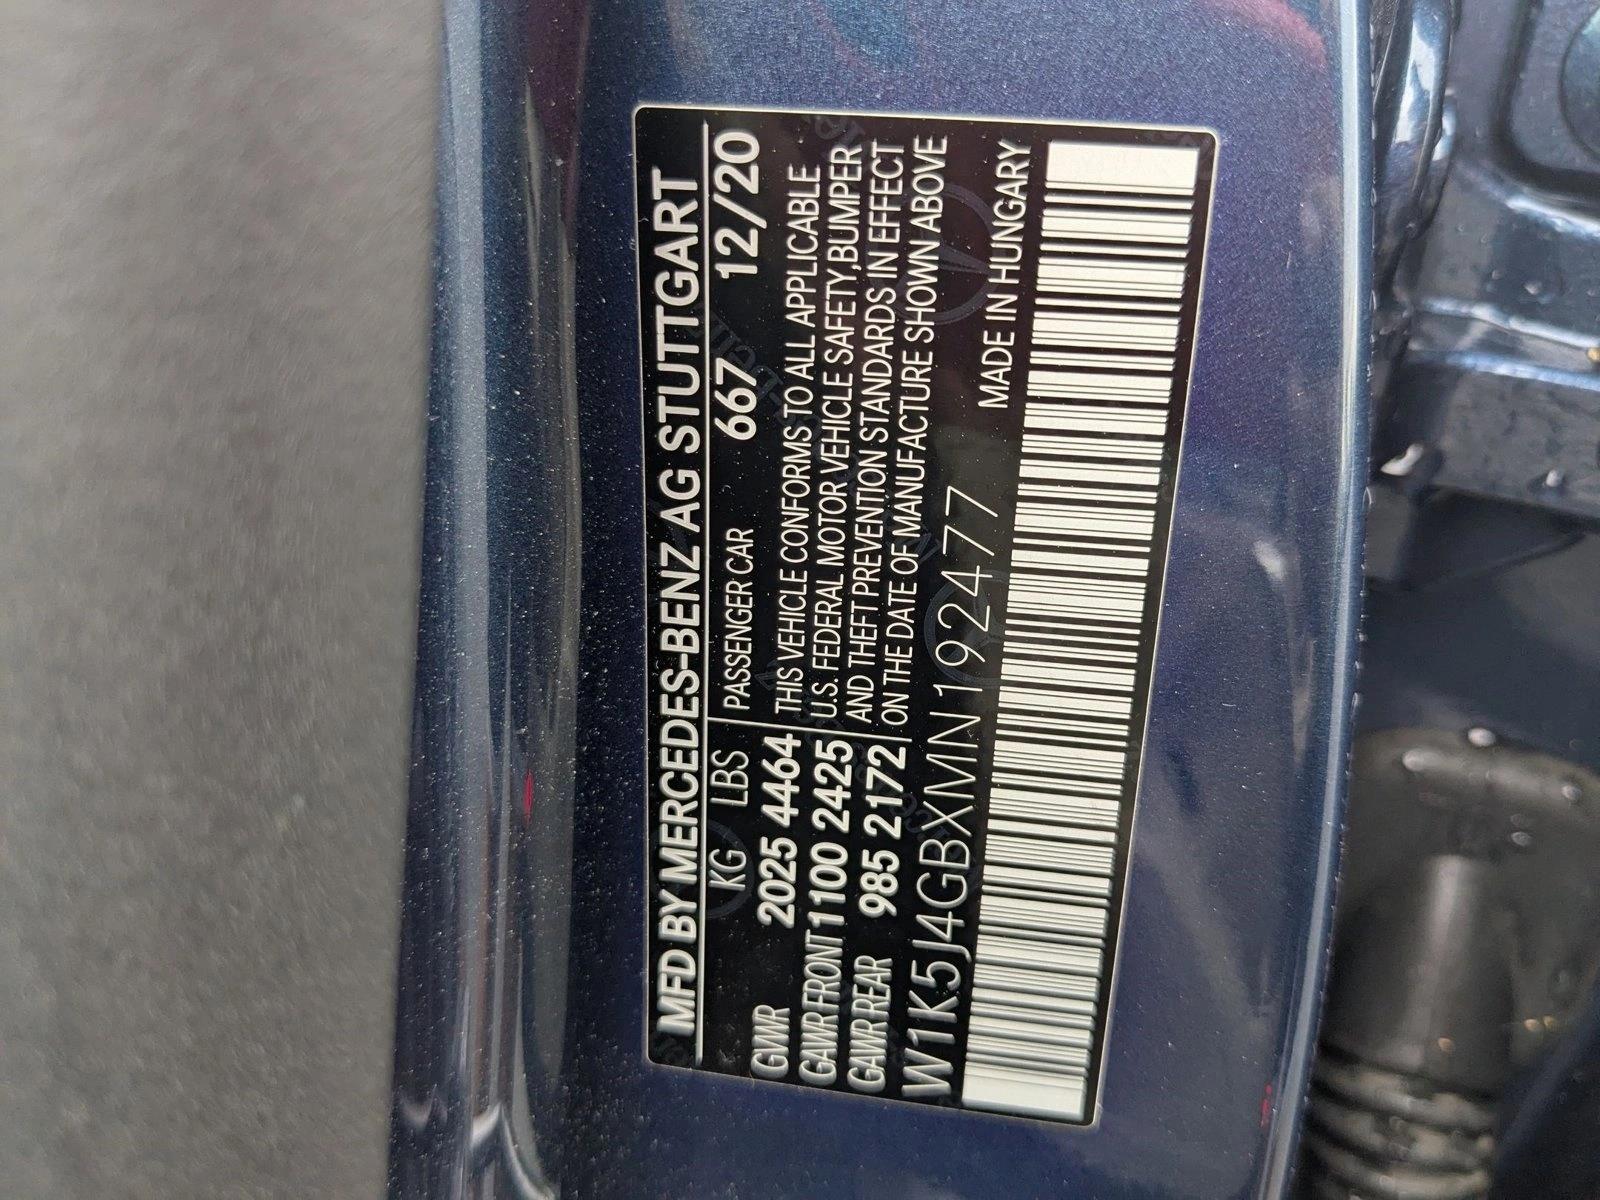 MFD BY MERCEDES-BENZ AG STUTTGART
KG LBS PASSENGER CAR 667 12/20
GVWR 2025 4464 THIS VEHICLE CONFORMS TO ALL APPLICABLE
GAWR FRONT 1100 2425 U.S. FEDERAL MOTOR VEHICLE SAFETY,BUMPER
GAWR REAR 985 2172 AND THEFT PREVENTION STANDARDS IN EFFECT
ON THE DATE OF MANUFACTURE SHOWN ABOVE
W1K5J4GBXMN192477 MADE IN HUNGARY